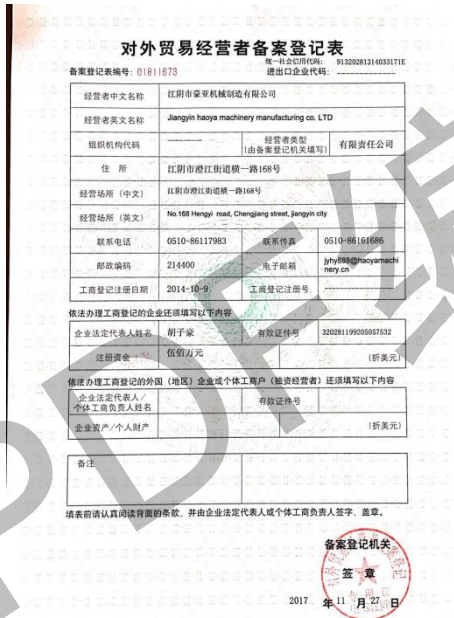 对外贸易经营者备案登记表
统一社会信用代码: 91320281314033171E
备案登记表编号: 01811673 进出口企业代码:
经营者中文名称 江阴市豪亚机械制造有限公司
经营者英文名称 Jiangyin haoya machinery manufacturing co. LTD
组织机构代码 经营者类型 (由备案登记机关填写) 有限责任公司
住 所 江阴市澄江街道横一路168号
经营场所 (中文) 江阴市澄江街道横一路168号
经营场所 (英文) No.168 Hengyi road, Chengjiang street, jiangyin city
联系电话 0510-86117983 联系传真 0510-86161686
邮政编码 214400 电子邮箱 jyhy888@haoyamachinery.cn
工商登记注册日期 2014-10-9 工商登记注册号
依法办理工商登记的企业还须填写以下内容
企业法定代表人姓名 胡子豪 有效证件号 320281199205057532
注册资金 伍佰万元 (折美元)
依法办理工商登记的外国(地区)企业或个体工商户(独资经营者)还须填写以下内容
企业法定代表人/个体工商负责人姓名 有效证件号
企业资产/个人财产 (折美元)
备注
填表前请认真阅读背面的条款,并由企业法定代表人或个体工商负责人签字、盖章。
备案登记机关
签 章
2017 年 11 月 27 日